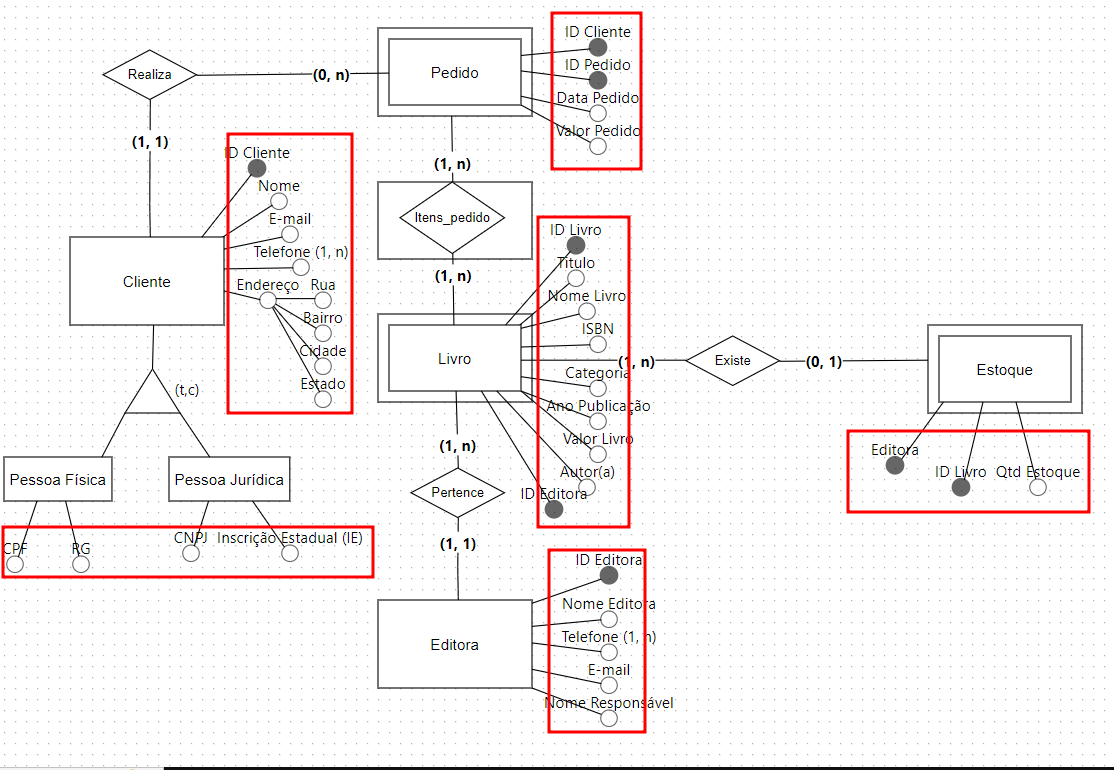 ID Cliente
ID Pedido
Data Pedido
Valor Pedido
Realiza
(0, n)
Pedido
(1, 1)
(1, n)
ID Cliente
Nome
E-mail
Telefone (1, n)
Endereço Rua
Bairro
Cidade
Estado
Cliente
Itens_pedido
(1, n)
ID Livro
Titulo
Nome Livro
ISBN
Categoria
Ano Publicação
Valor Livro
Autor(a)
ID Editora
Livro
(1, n)
Existe
(0, 1)
Estoque
Editora
ID Livro Qtd Estoque
(t,c)
Pessoa Física
Pessoa Jurídica
CPF
RG
CNPJ Inscrição Estadual (IE)
(1, n)
Pertence
(1, 1)
Editora
ID Editora
Nome Editora
Telefone (1, n)
E-mail
Nome Responsável